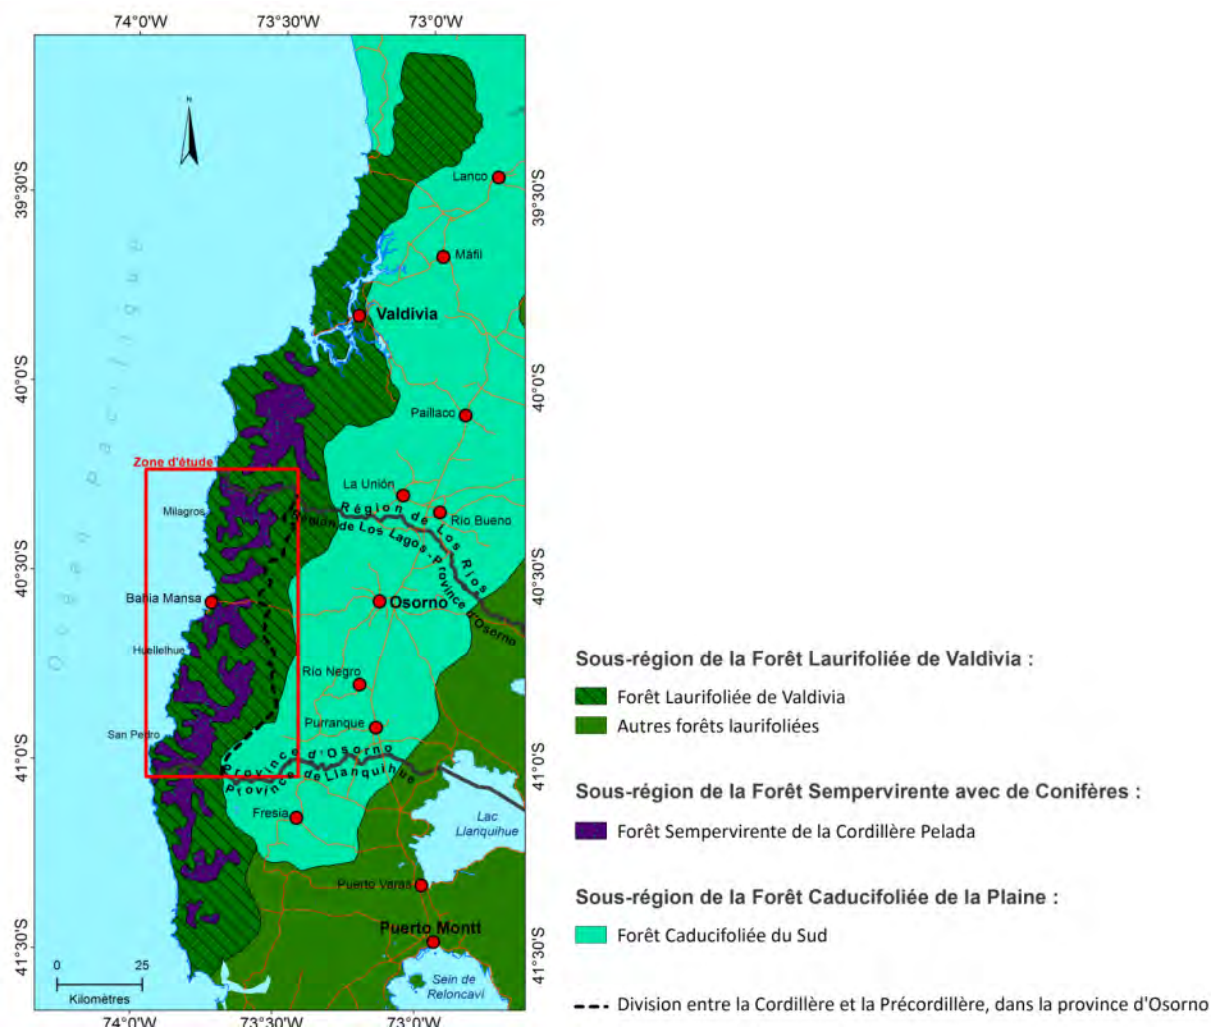 74°0'W 73°30'W 73°0'W
N
39°30'S 39°30'S
Lanco
Máfil
Océan pacifique
Valdivia
40°0'S 40°0'S
Paillaco
Zone d'étude
La Unión
Milagros
Río Bueno
Région de Los Ríos
Région de Los Lagos - Province d'Osorno
40°30'S 40°30'S
Bahía Mansa
Osorno
Huellelhue
Río Negro
Purranque
San Pedro
41°0'S 41°0'S
Province d'Osorno
Province de Llanquihue
Fresia
Lac
Llanquihue
Puerto Varas
Puerto Montt
41°30'S 41°30'S
Sein de
Reloncaví
0 25
Kilomètres
74°0'W 73°30'W 73°0'W
Sous-région de la Forêt Laurifoliée de Valdivia :
Forêt Laurifoliée de Valdivia
Autres forêts laurifoliées
Sous-région de la Forêt Sempervirente avec de Conifères :
Forêt Sempervirente de la Cordillère Pelada
Sous-région de la Forêt Caducifoliée de la Plaine :
Forêt Caducifoliée du Sud
Division entre la Cordillère et la Précordillère, dans la province d'Osorno